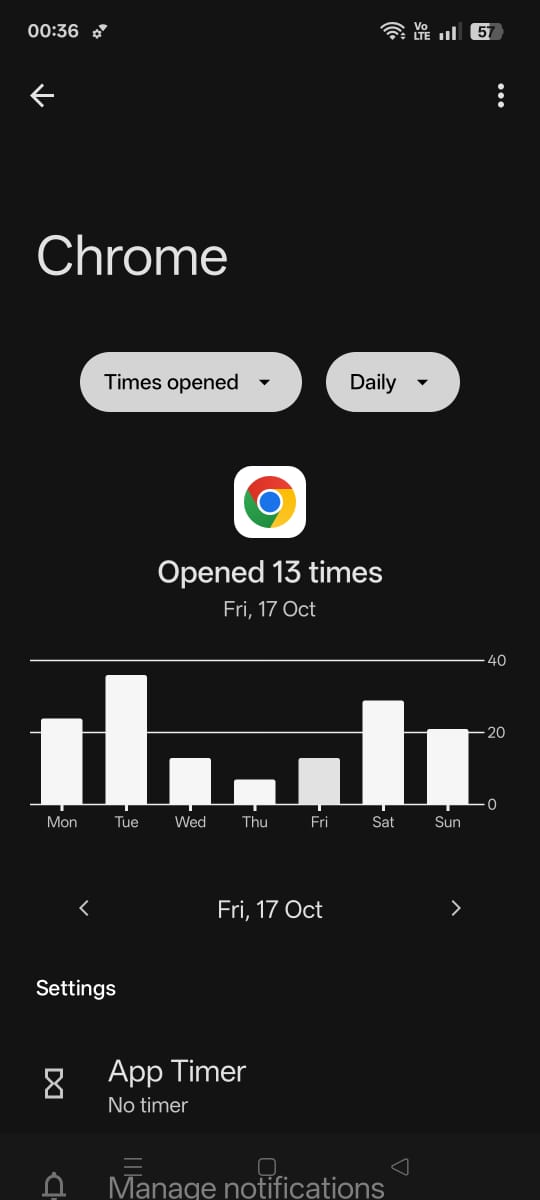 00:36 Vo LTE 57
Chrome
Times opened Daily
Opened 13 times
Fri, 17 Oct
40
20
0
Mon Tue Wed Thu Fri Sat Sun
Fri, 17 Oct
Settings
App Timer
No timer
Manage notifications